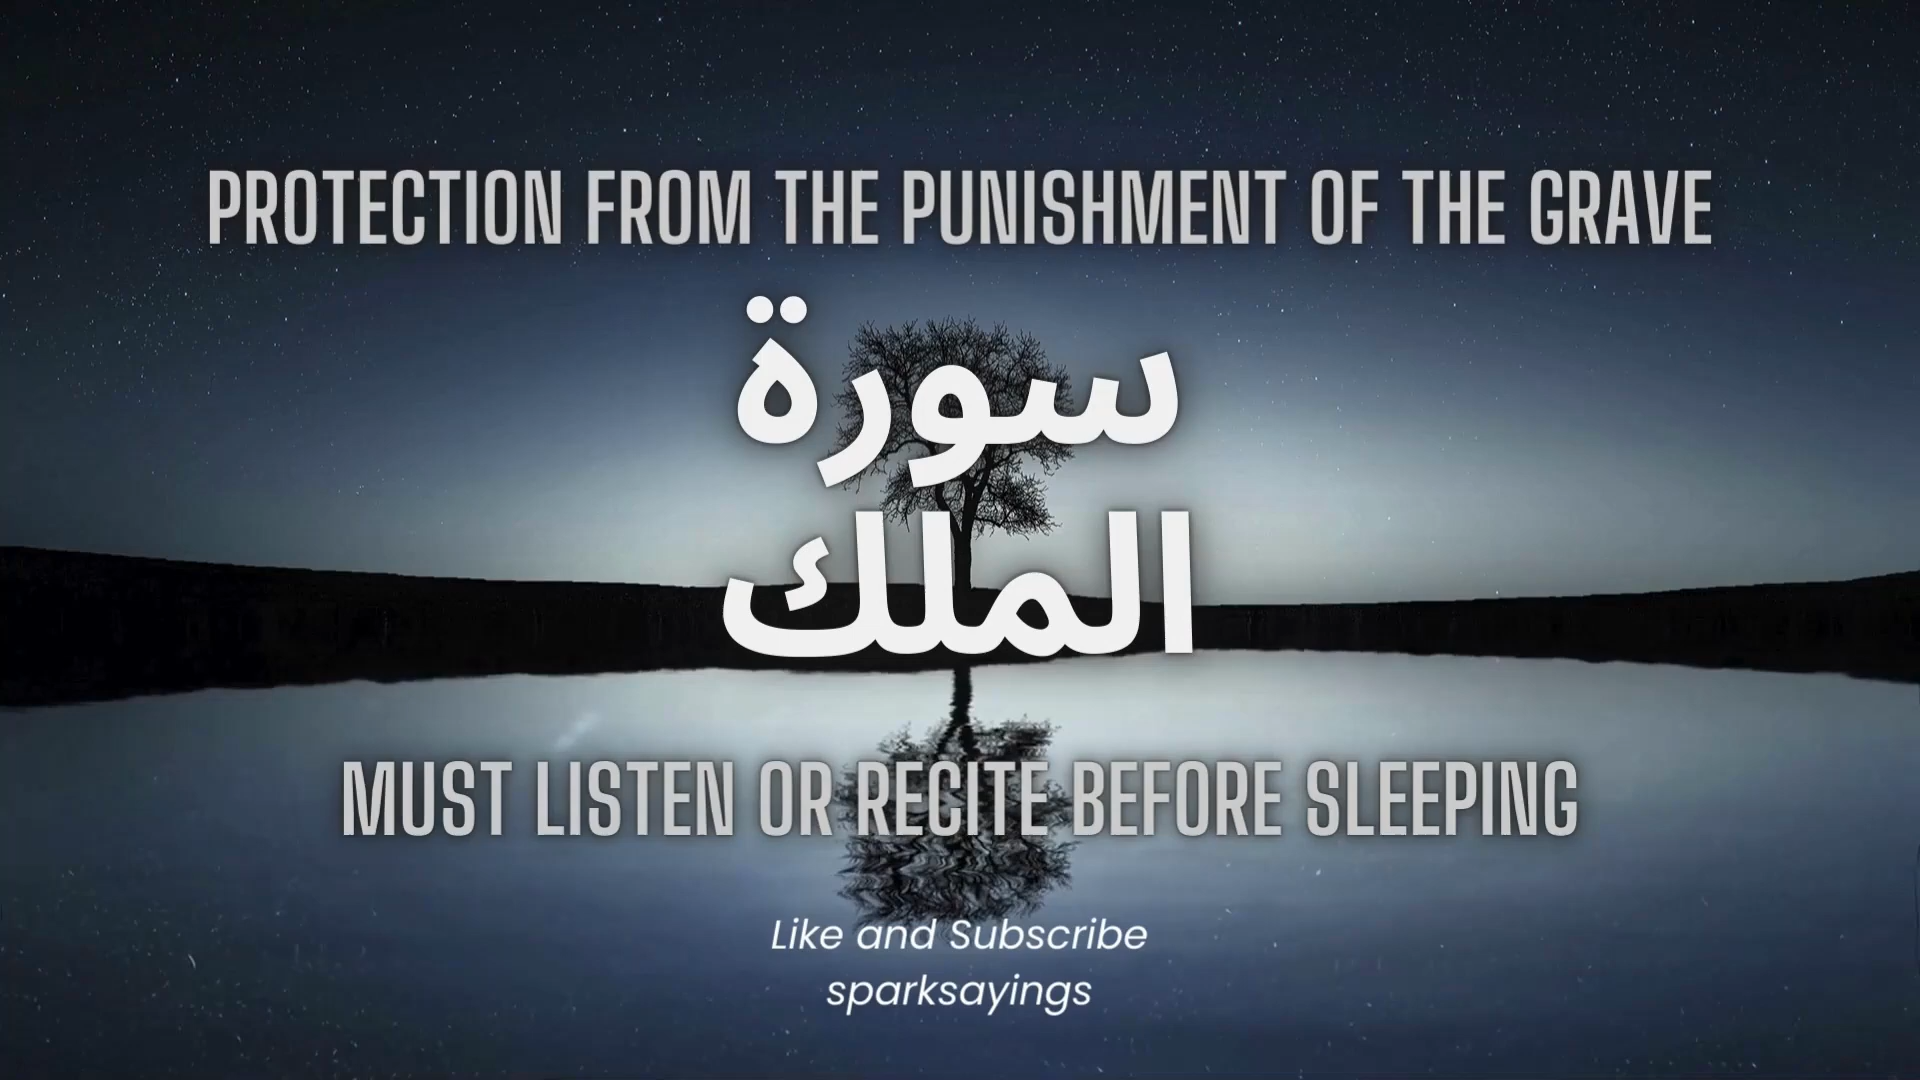 PROTECTION FROM THE PUNISHMENT OF THE GRAVE
سورة
الملك
MUST LISTEN OR RECITE BEFORE SLEEPING
Like and Subscribe
sparksayings